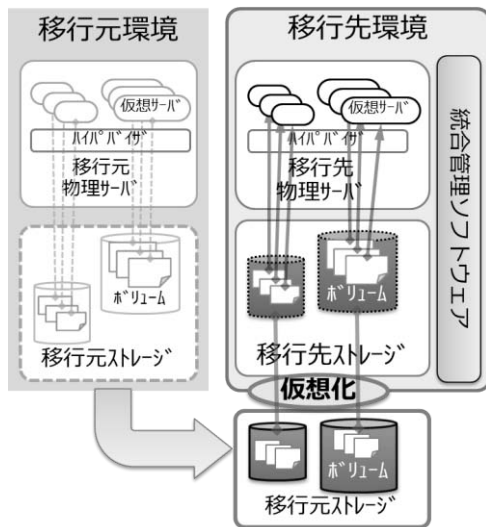 移行元環境
仮想ｻｰﾊﾞ
ﾊｲﾊﾟﾊﾞｲｻﾞ
移行元
物理ｻｰﾊﾞ
ﾎﾞﾘｭｰﾑ
移行元ｽﾄﾚｰｼﾞ
移行先環境
仮想ｻｰﾊﾞ
ﾊｲﾊﾟﾊﾞｲｻﾞ
移行先
物理ｻｰﾊﾞ
ﾎﾞﾘｭｰﾑ
移行先ｽﾄﾚｰｼﾞ
統合管理ソフトウェア
仮想化
ﾎﾞﾘｭｰﾑ
移行元ｽﾄﾚｰｼﾞ